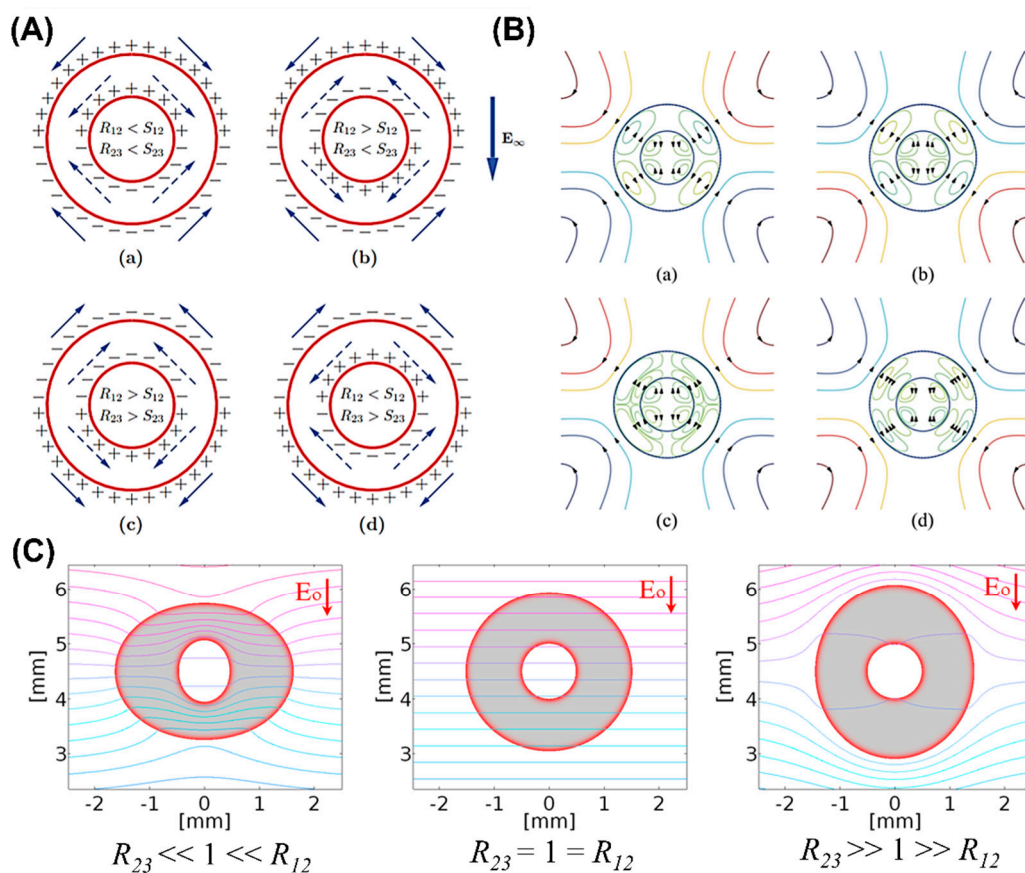 (A)
R12 < S12
R23 < S23
(a)
R12 > S12
R23 < S23
(b)
E∞
R12 > S12
R23 > S23
(c)
R12 < S12
R23 > S23
(d)
(B)
(a)
(b)
(c)
(d)
(C)
6
5
4
3
[mm]
E₀
-2 -1 0 1 2
[mm]
R23 << 1 << R12
6
5
4
3
[mm]
E₀
-2 -1 0 1 2
[mm]
R23 = 1 = R12
6
5
4
3
[mm]
E₀
-2 -1 0 1 2
[mm]
R23 >> 1 >> R12